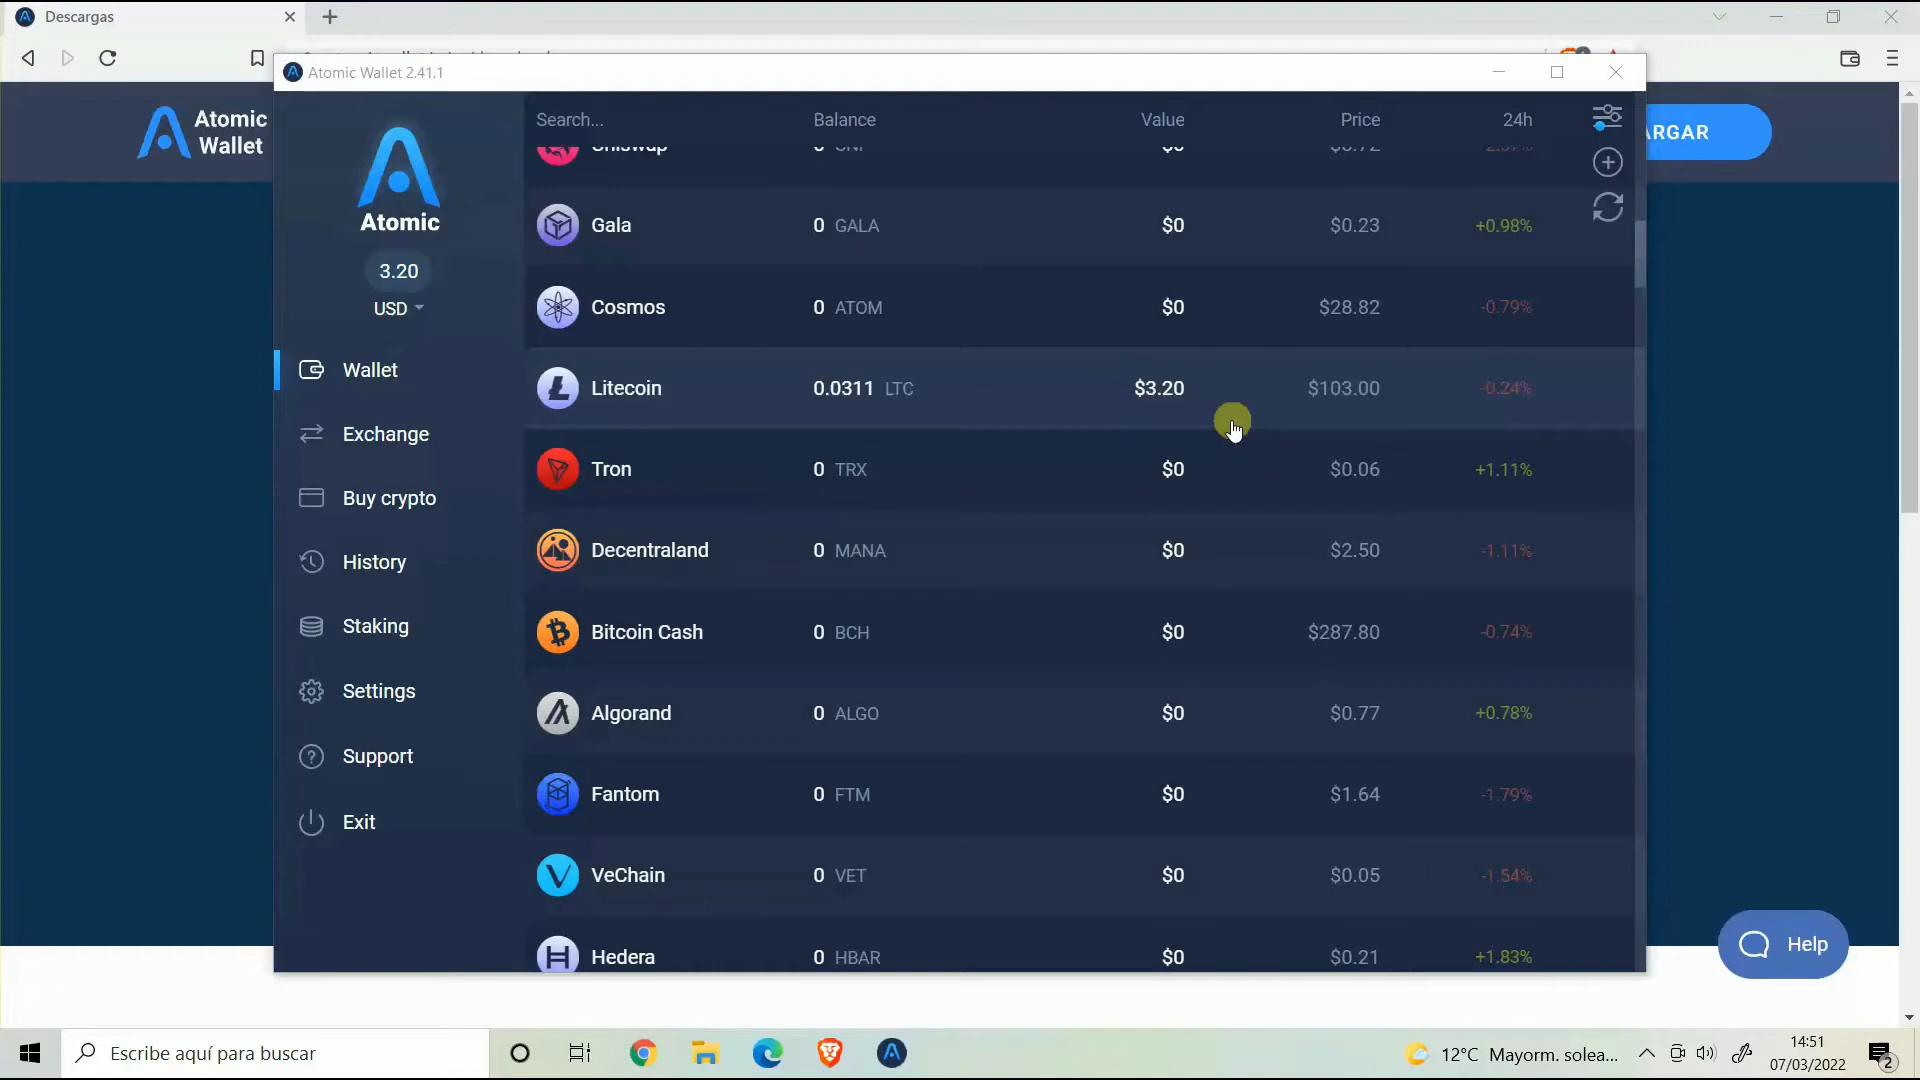 Descargas
Atomic Wallet 2.41.1
Atomic
Wallet
ARGAR
Atomic
3.20
USD
Wallet
Exchange
Buy crypto
History
Staking
Settings
Support
Exit
Search... Balance Value Price 24h
Gala 0 GALA $0 $0.23 +0.98%
Cosmos 0 ATOM $0 $28.82 -0.79%
Litecoin 0.0311 LTC $3.20 $103.00 -0.24%
Tron 0 TRX $0 $0.06 +1.11%
Decentraland 0 MANA $0 $2.50 -1.11%
Bitcoin Cash 0 BCH $0 $287.80 -0.74%
Algorand 0 ALGO $0 $0.77 +0.78%
Fantom 0 FTM $0 $1.64 -1.79%
VeChain 0 VET $0 $0.05 -1.54%
Hedera 0 HBAR $0 $0.21 +1.83%
Help
Escribe aquí para buscar
12°C Mayorm. solea...
14:51
07/03/2022
2